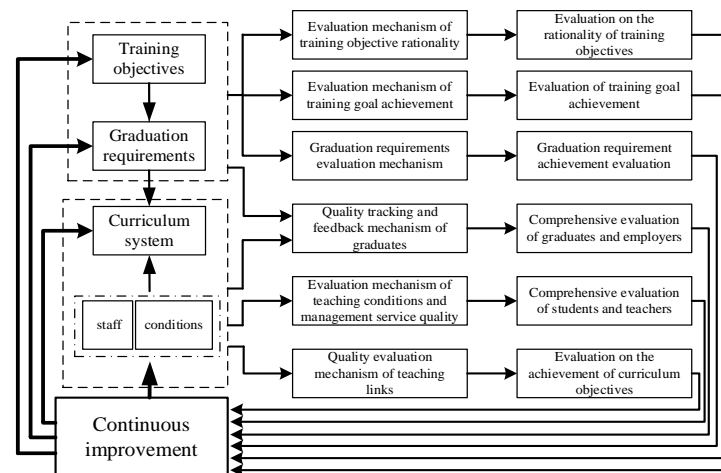 Training
objectives
Graduation
requirements
Curriculum
system
staff
conditions
Continuous
improvement
Evaluation mechanism of
training objective rationality
Evaluation on the
rationality of training
objectives
Evaluation mechanism of
training goal achievement
Evaluation of training goal
achievement
Graduation requirements
evaluation mechanism
Graduation requirement
achievement evaluation
Quality tracking and
feedback mechanism of
graduates
Comprehensive evaluation
of graduates and employers
Evaluation mechanism of
teaching conditions and
management service quality
Comprehensive evaluation
of students and teachers
Quality evaluation
mechanism of teaching
links
Evaluation on the
achievement of curriculum
objectives